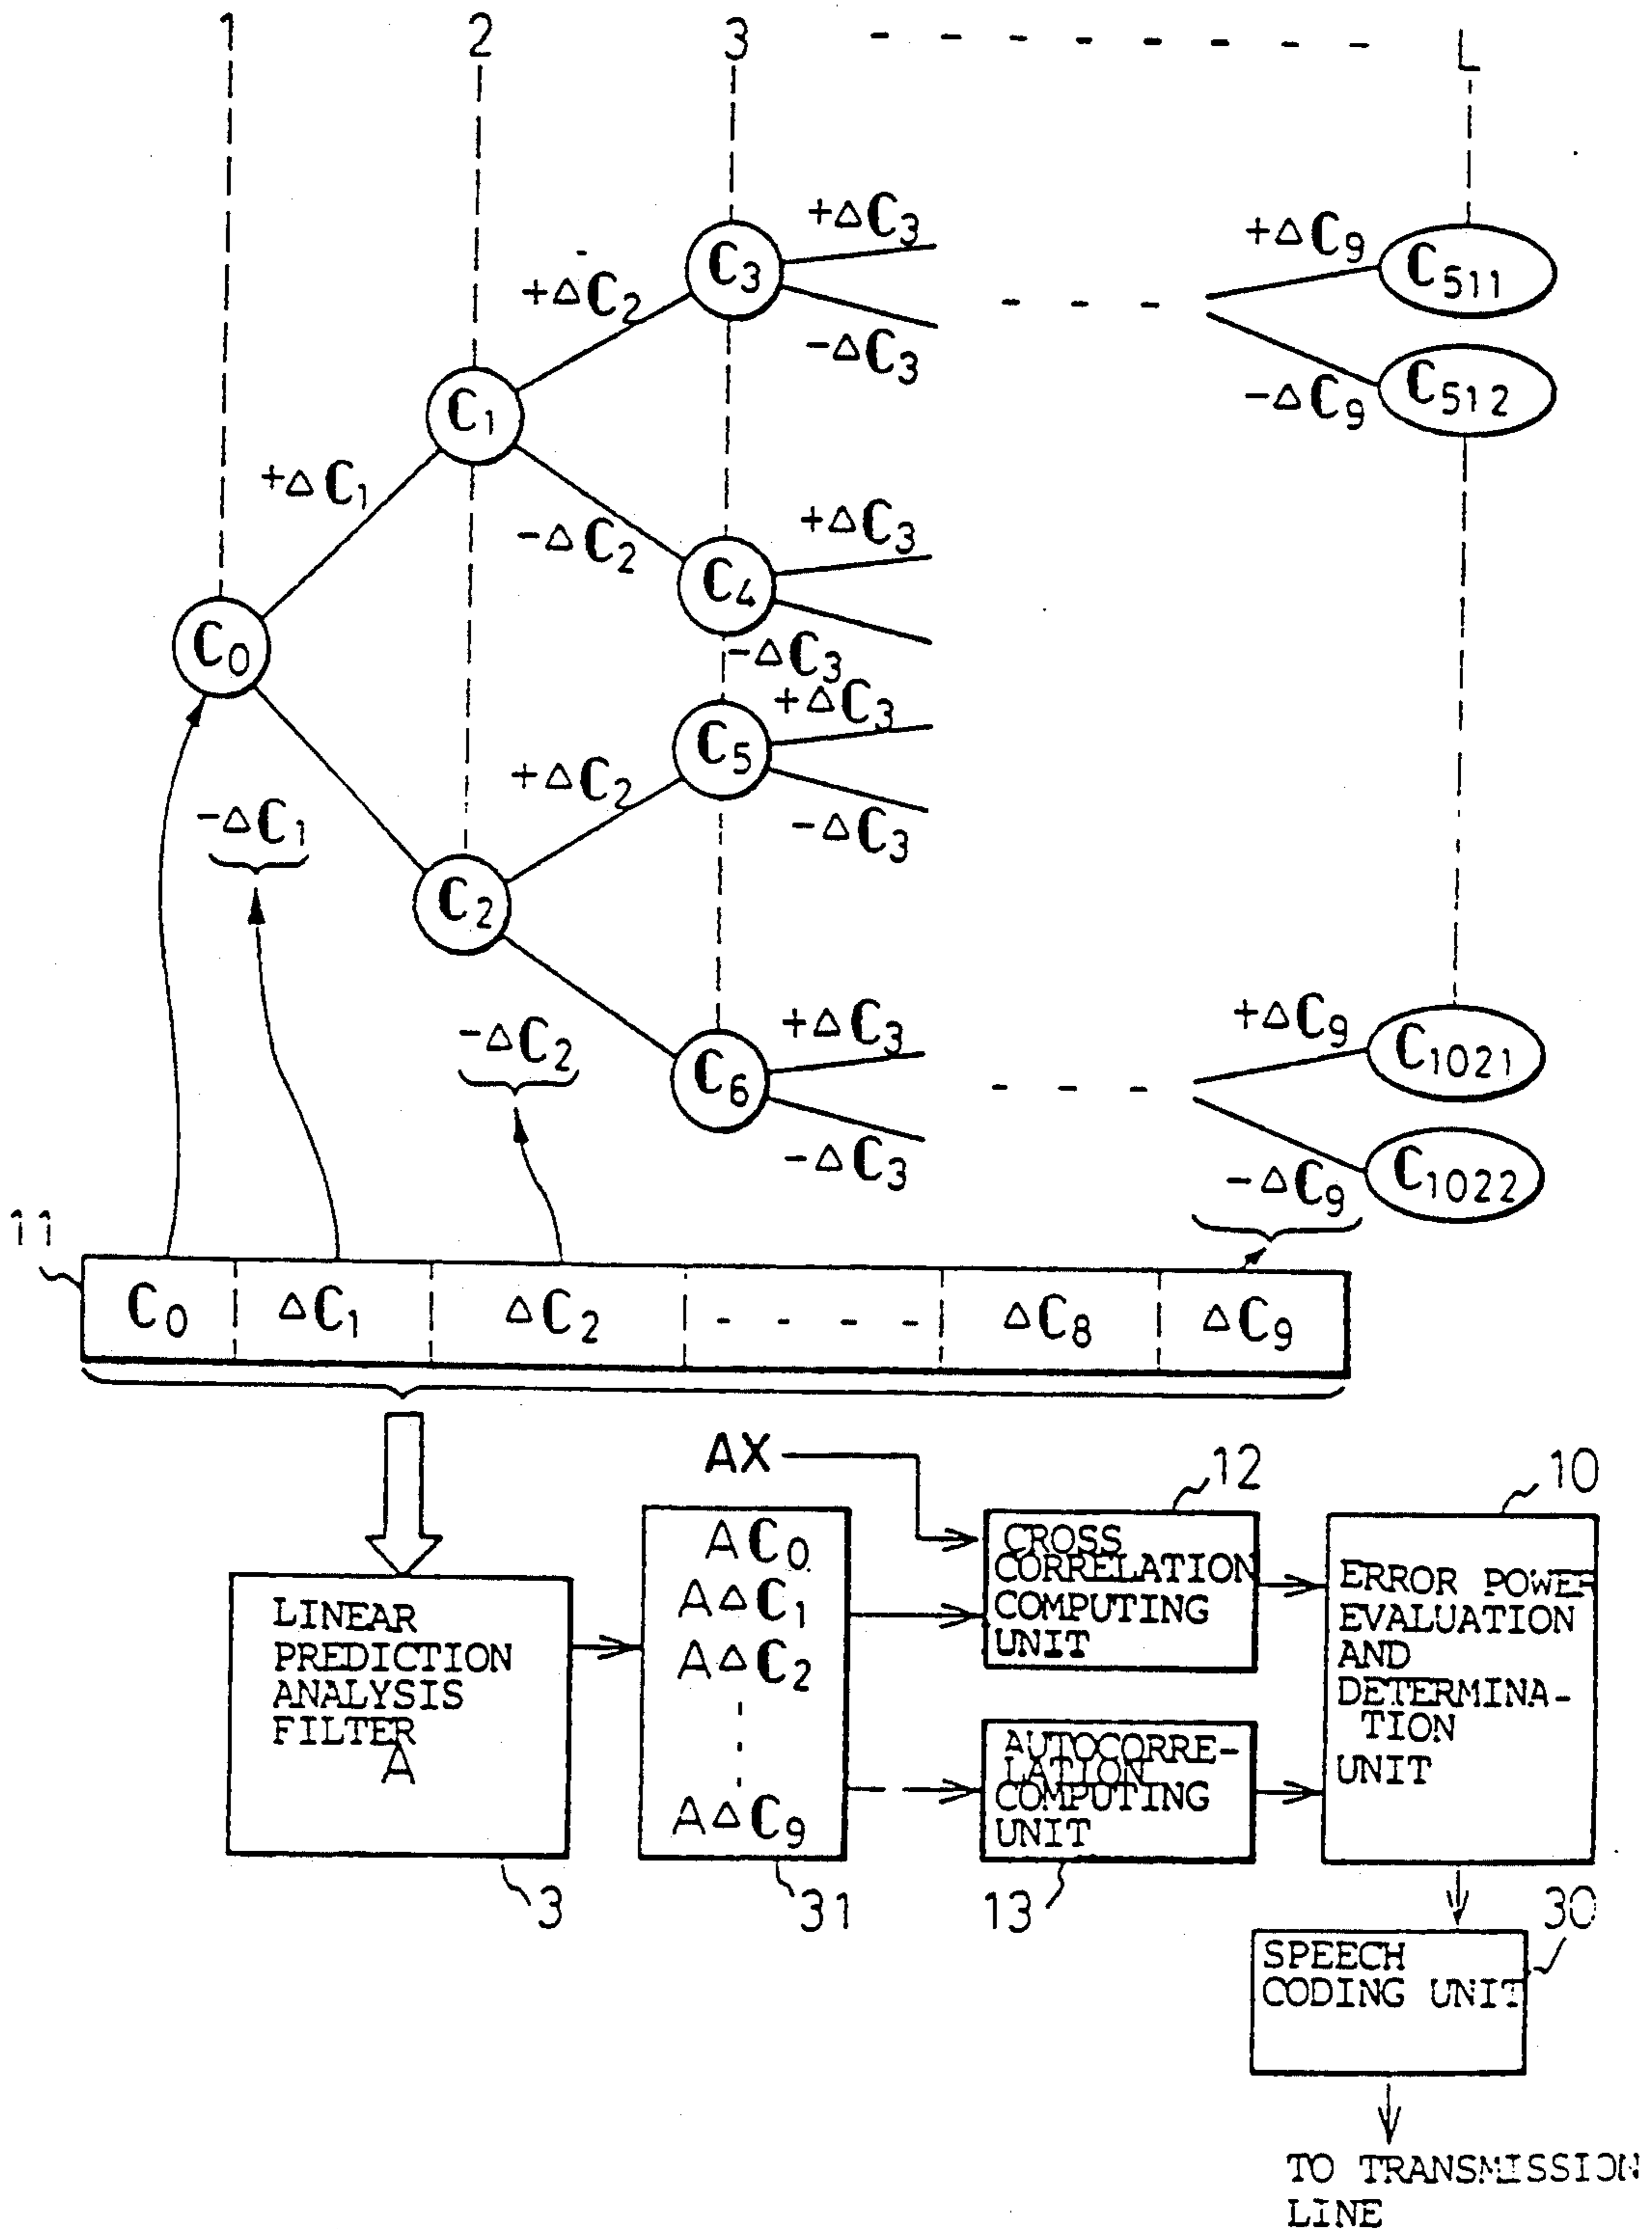 1 2 3 - - - - - - - - L
+ΔC3
+ΔC9
C3
C511
+ΔC2
-ΔC3
C1
-ΔC9
C512
+ΔC1
-ΔC2
+ΔC3
C4
C0
-ΔC3
+ΔC3
C5
+ΔC2
-ΔC1
-ΔC3
C2
-ΔC2
+ΔC3
+ΔC9
C1021
C6
-ΔC3
C1022
-ΔC9
11
C0 ΔC1 ΔC2 - - - - ΔC8 ΔC9
AX
12
10
LINEAR
PREDICTION
ANALYSIS
FILTER
A
3
AC0
AΔC1
AΔC2
AΔC9
31
CROSS
CORRELATION
COMPUTING
UNIT
AUTOCORRE-
LATION
COMPUTING
UNIT
13
ERROR POWER
EVALUATION
AND
DETERMINA-
TION
UNIT
30
SPEECH
CODING UNIT
TO TRANSMISSION
LINE